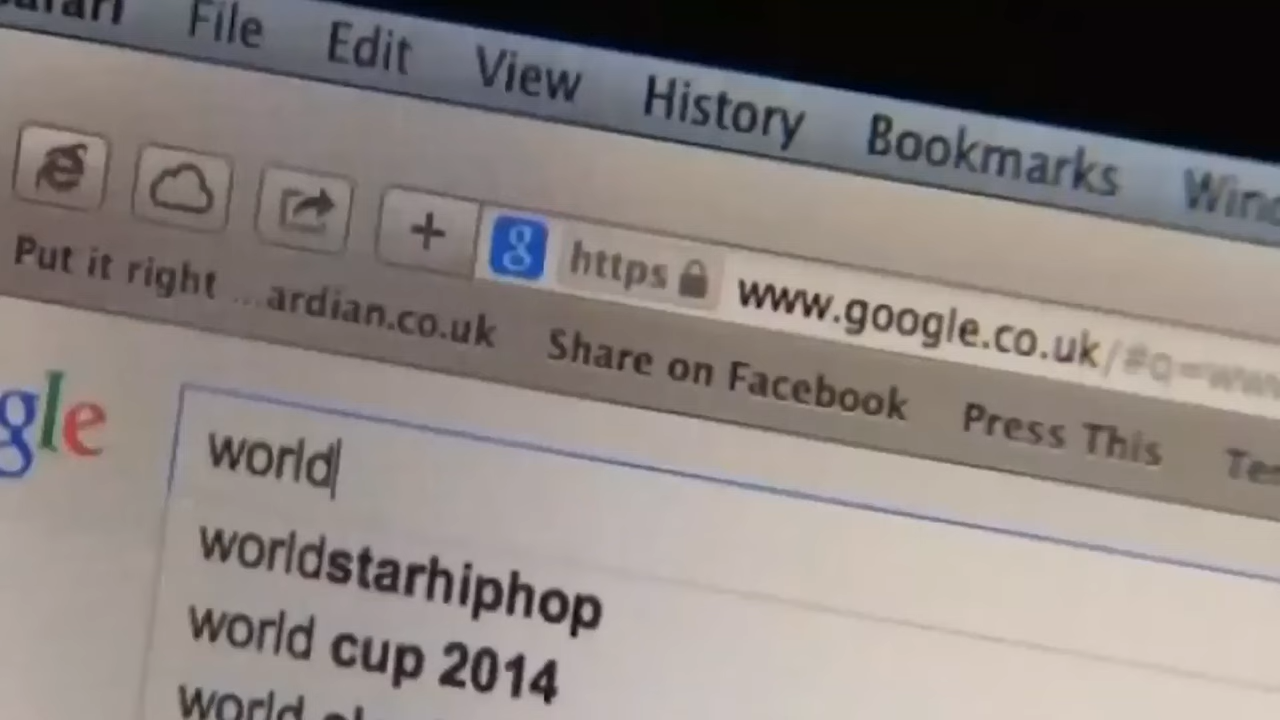 File Edit View History Bookmarks
https www.google.co.uk/#q=
Put it right ...ardian.co.uk Share on Facebook Press This
gle world
worldstarhiphop
world cup 2014
world